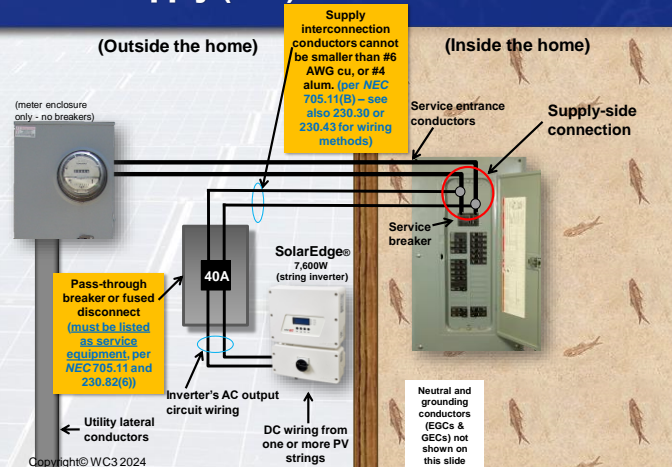 (Outside the home)
Supply
interconnection
conductors cannot
be smaller than #6
AWG cu, or #4
alum. (per NEC
705.11(B) – see
also 230.30 or
230.43 for wiring
methods)
(Inside the home)
(meter enclosure
only - no breakers)
Service entrance
conductors
Supply-side
connection
Service
breaker
SolarEdge®
7,600W
(string inverter)
40A
Pass-through
breaker or fused
disconnect
(must be listed
as service
equipment, per
NEC 705.11 and
230.82(6))
Inverter's AC output
circuit wiring
Utility lateral
conductors
DC wiring from
one or more PV
strings
Neutral and
grounding
conductors
(EGCs &
GECs) not
shown on
this slide
Copyright© WC3 2024